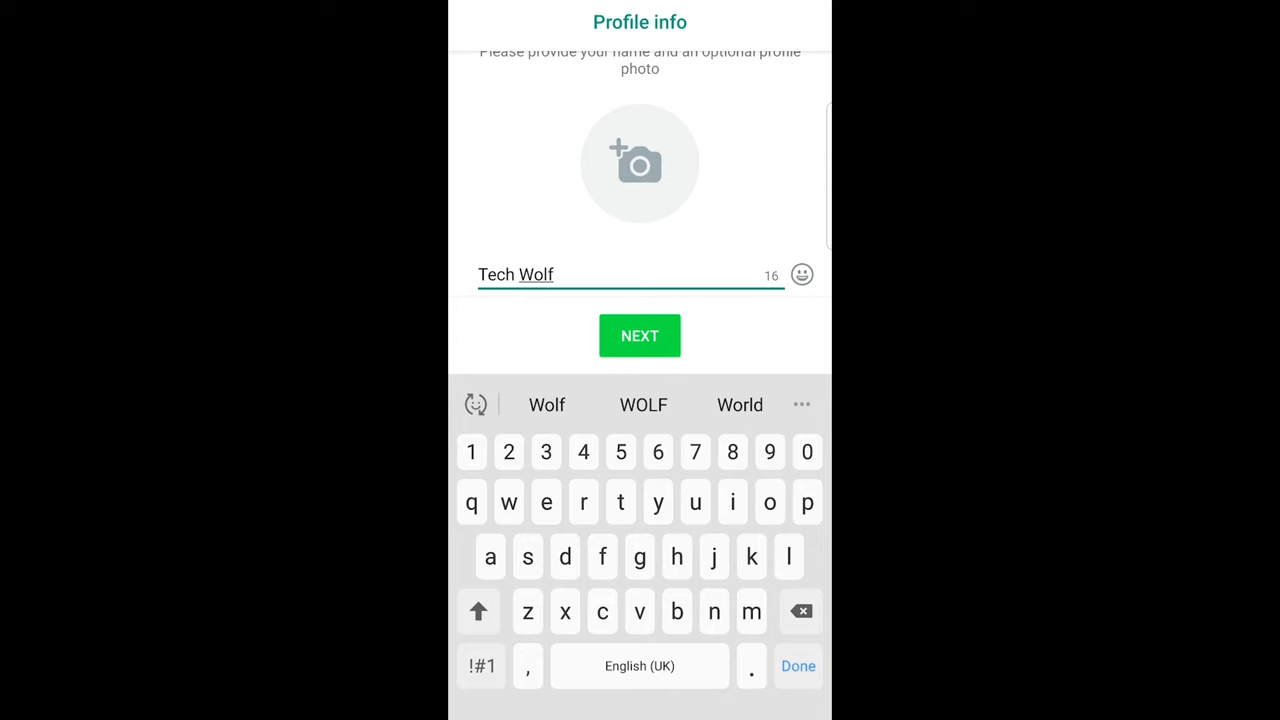 Profile info
Please provide your name and an optional profile
photo
Tech Wolf 16
NEXT
Wolf WOLF World
1 2 3 4 5 6 7 8 9 0
q w e r t y u i o p
a s d f g h j k l
z x c v b n m
!#1 , English (UK) . Done